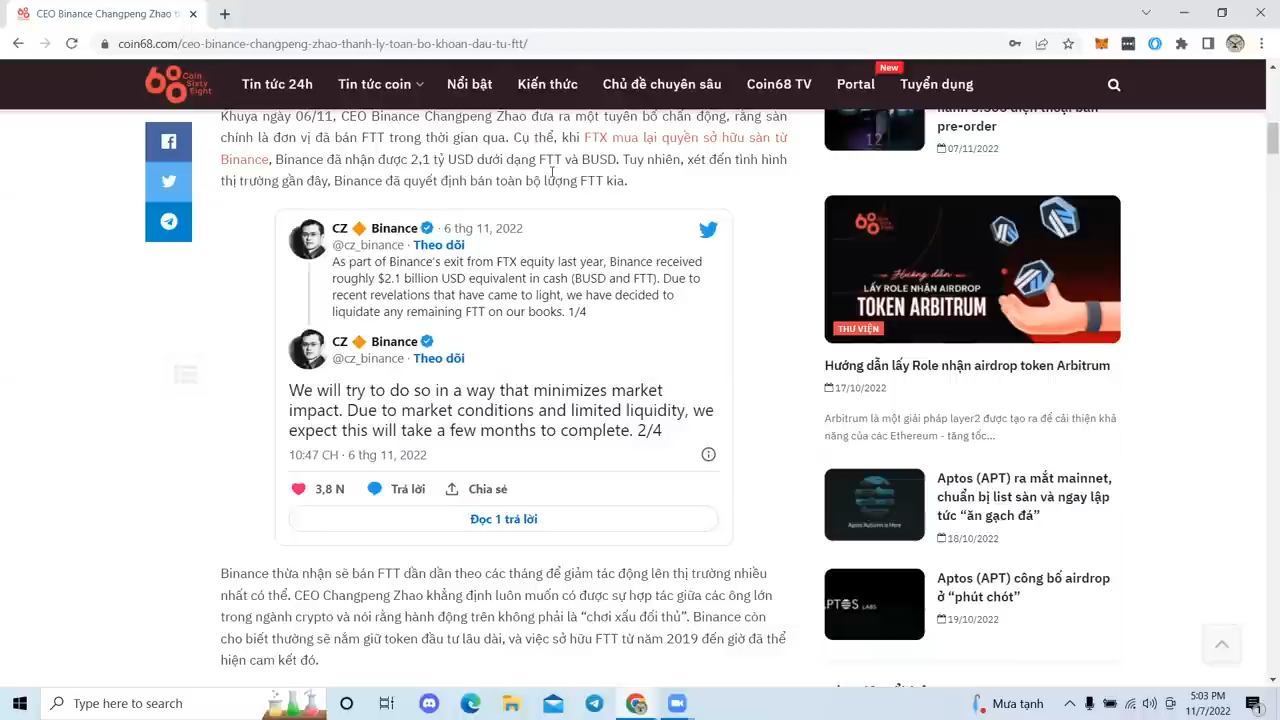 CEO Binance Changpeng Zhao t
coin68.com/ceo-binance-changpeng-zhao-thanh-ly-toan-bo-khoan-dau-tu-ftt/
68 Coin Sixty Eight
Tin tức 24h
Tin tức coin
Nổi bật
Kiến thức
Chủ đề chuyên sâu
Coin68 TV
Portal
New
Tuyển dụng
Khuya ngày 06/11, CEO Binance Changpeng Zhao đưa ra một tuyên bố chấn động, rằng sàn
chính là đơn vị đã bán FTT trong thời gian qua. Cụ thể, khi FTX mua lại quyền sở hữu sàn từ
Binance, Binance đã nhận được 2,1 tỷ USD dưới dạng FTT và BUSD. Tuy nhiên, xét đến tình hình
thị trường gần đây, Binance đã quyết định bán toàn bộ lượng FTT kia.
CZ 🔶 Binance · 6 thg 11, 2022
@cz_binance · Theo dõi
As part of Binance's exit from FTX equity last year, Binance received
roughly $2.1 billion USD equivalent in cash (BUSD and FTT). Due to
recent revelations that have came to light, we have decided to
liquidate any remaining FTT on our books. 1/4
CZ 🔶 Binance
@cz_binance · Theo dõi
We will try to do so in a way that minimizes market
impact. Due to market conditions and limited liquidity, we
expect this will take a few months to complete. 2/4
10:47 CH · 6 thg 11, 2022
3,8 N Trả lời Chia sẻ
Đọc 1 trả lời
Binance thừa nhận sẽ bán FTT dần dần theo các tháng để giảm tác động lên thị trường nhiều
nhất có thể. CEO Changpeng Zhao khẳng định luôn muốn có được sự hợp tác giữa các ông lớn
trong ngành crypto và nói rằng hành động trên không phải là “chơi xấu đối thủ”. Binance còn
cho biết thường sẽ nắm giữ token đầu tư lâu dài, và việc sở hữu FTT từ năm 2019 đến giờ đã thể
hiện cam kết đó.
12
pre-order
07/11/2022
68
Hướng dẫn
LẤY ROLE NHẬN AIRDROP
TOKEN ARBITRUM
THƯ VIỆN
Hướng dẫn lấy Role nhận airdrop token Arbitrum
17/10/2022
Arbitrum là một giải pháp layer2 được tạo ra để cải thiện khả
năng của các Ethereum - tăng tốc...
Aptos Autumn is Here
Aptos (APT) ra mắt mainnet,
chuẩn bị list sàn và ngay lập
tức “ăn gạch đá”
18/10/2022
LABS
Aptos (APT) công bố airdrop
ở “phút chót”
19/10/2022
Type here to search
Mưa tạnh
5:03 PM
11/7/2022